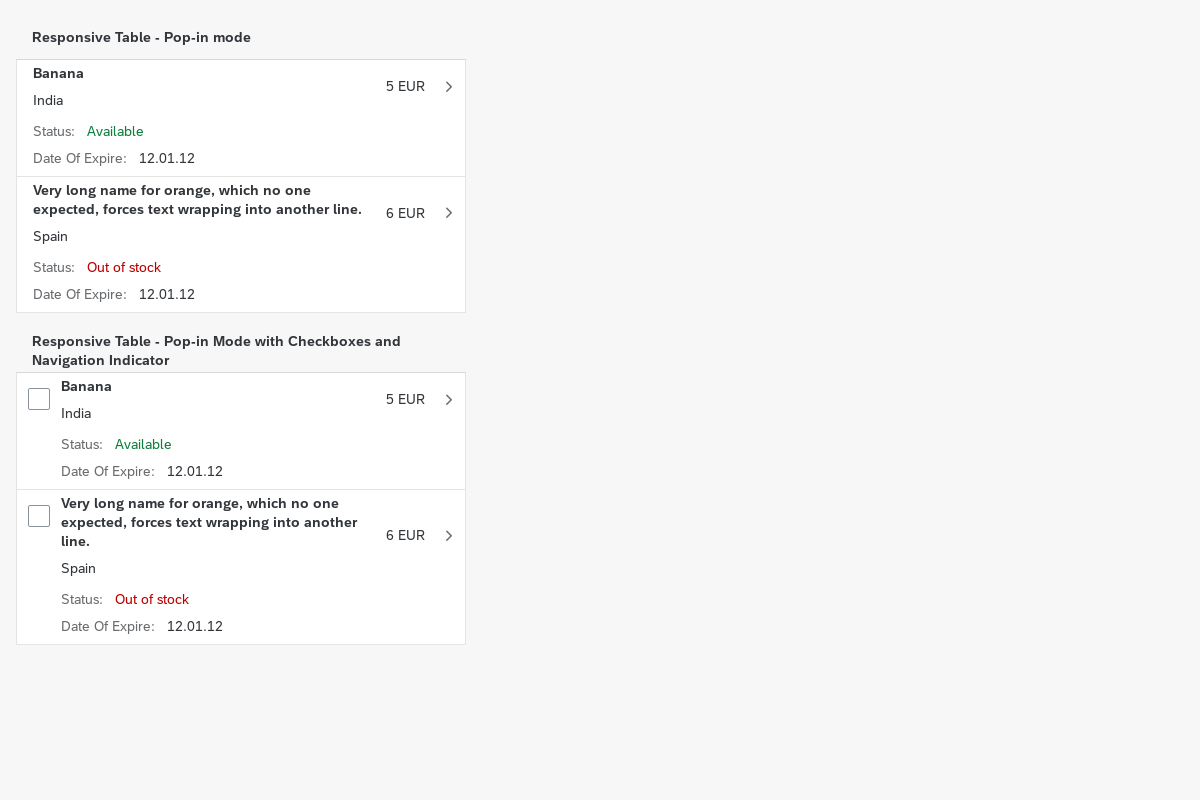 Responsive Table - Pop-in mode
Banana
India
5 EUR
Status: Available
Date Of Expire: 12.01.12
Very long name for orange, which no one
expected, forces text wrapping into another line.
Spain
6 EUR
Status: Out of stock
Date Of Expire: 12.01.12
Responsive Table - Pop-in Mode with Checkboxes and
Navigation Indicator
Banana
India
5 EUR
Status: Available
Date Of Expire: 12.01.12
Very long name for orange, which no one
expected, forces text wrapping into another
line.
Spain
6 EUR
Status: Out of stock
Date Of Expire: 12.01.12